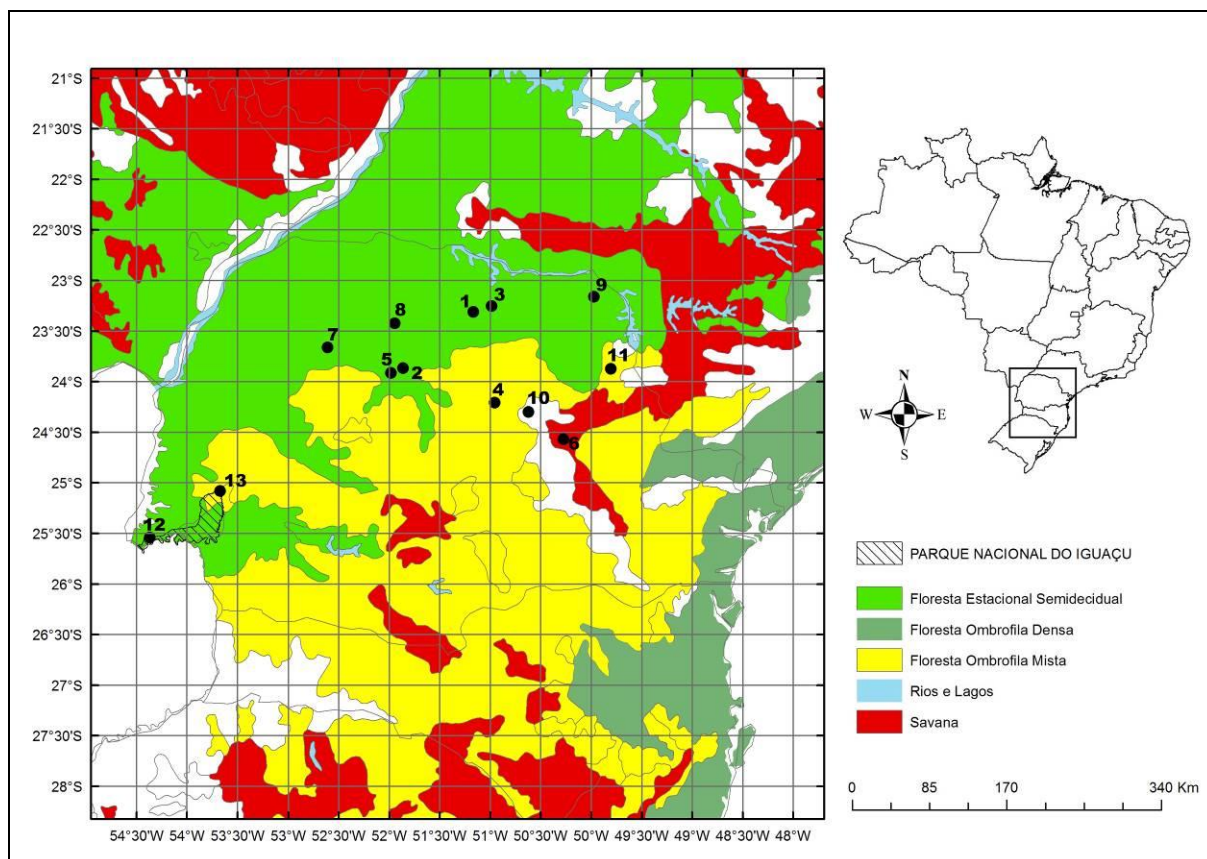 21°S
21°30'S
22°S
22°30'S
23°S
23°30'S
24°S
24°30'S
25°S
25°30'S
26°S
26°30'S
27°S
27°30'S
28°S
9
3
1
8
7
11
5
2
4
10
6
13
12
54°30'W 54°W 53°30'W 53°W 52°30'W 52°W 51°30'W 51°W 50°30'W 50°W 49°30'W 49°W 48°30'W 48°W
N
W E
S
PARQUE NACIONAL DO IGUAÇU
Floresta Estacional Semidecidual
Floresta Ombrofila Densa
Floresta Ombrofila Mista
Rios e Lagos
Savana
0 85 170 340 Km